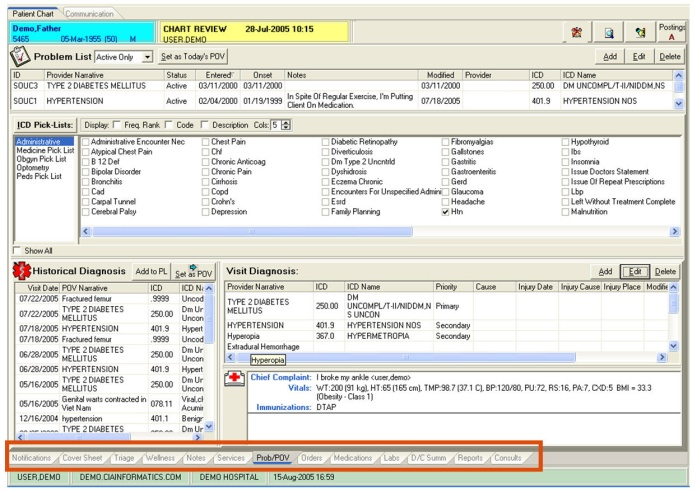 Patient Chart Communication
Demo,Father
5465 05-Mar-1955 (50) M
CHART REVIEW 28-Jul-2005 10:15
USER,DEMO
Postings
A
Problem List Active Only Set as Today's POV Add Edit Delete
ID Provider Narrative Status Entered Onset Notes Modified Provider ICD ICD Name
SOUC3 TYPE 2 DIABETES MELLITUS Active 03/11/2000 03/11/2000 03/11/2000 250.00 DM UNCOMPL/T-II/NIDDM,NS
SOUC1 HYPERTENSION Active 02/04/2000 01/19/1999 In Spite Of Regular Exercise, I'm Putting Client On Medication. 07/18/2005 401.9 HYPERTENSION NOS
ICD Pick-Lists: Display: Freq. Rank Code Description Cols: 5
Administrative
Medicine Pick List
Obgyn Pick List
Optometry
Peds Pick List
Administrative Encounter Nec Chest Pain Diabetic Retinopathy Fibromyalgias Hypothyroid
Atypical Chest Pain Chf Diverticulosis Gallstones Ibs
B 12 Def Chronic Anticoag Dm Type 2 Uncntrld Gastritis Insomnia
Bipolar Disorder Chronic Pain Dyshidrosis Gastroenteritis Issue Doctors Statement
Bronchitis Cirrhosis Eczema Chronic Gerd Issue Of Repeat Prescriptions
Cad Copd Encounters For Unspecified Admini Glaucoma Lbp
Carpal Tunnel Crohn's Esrd Headache Left Without Treatment Complete
Cerebral Palsy Depression Family Planning Htn Malnutrition
Show All
Historical Diagnosis Add to PL Set as POV
Visit Date POV Narrative ICD ICD Na
07/22/2005 Fractured femur .9999 Uncod
07/22/2005 TYPE 2 DIABETES MELLITUS 250.00 Dm Un Uncon
07/18/2005 HYPERTENSION 401.9 Hypert
07/18/2005 Fractured femur .9999 Uncod
06/28/2005 TYPE 2 DIABETES MELLITUS 250.00 Dm Un Uncon
06/28/2005 HYPERTENSION 401.9 Hypert
05/16/2005 TYPE 2 DIABETES MELLITUS 250.00 Dm Un Uncon
05/16/2005 Genital warts contracted in Viet Nam 078.11 Viral,cl Acumir
12/16/2004 hypertension 401.1 Benign
TYPE 2 DIABETES Dm Un
Visit Diagnosis: Add Edit Delete
Provider Narrative ICD ICD Name Priority Cause Injury Date Injury Cause Injury Place Modifie
TYPE 2 DIABETES MELLITUS 250.00 DM UNCOMPL/T-II/NIDDM,N S UNCON Primary
HYPERTENSION 401.9 HYPERTENSION NOS Secondary
Hyperopia 367.0 HYPERMETROPIA Secondary
Extradural Hemorrhage
Hyperopia
Chief Complaint: I broke my ankle <user,demo>
Vitals: WT:200 (91 kg), HT:65 (165 cm), TMP:98.7 (37.1 C), BP:120/80, PU:72, RS:16, PA:7, CXD:5 BMI = 33.3
(Obesity - Class 1)
Immunizations: DTAP
Notifications Cover Sheet Triage Wellness Notes Services Prob/POV Orders Medications Labs D/C Summ Reports Consults
USER,DEMO DEMO.CIAINFORMATICS.COM DEMO HOSPITAL 15-Aug-2005 16:59